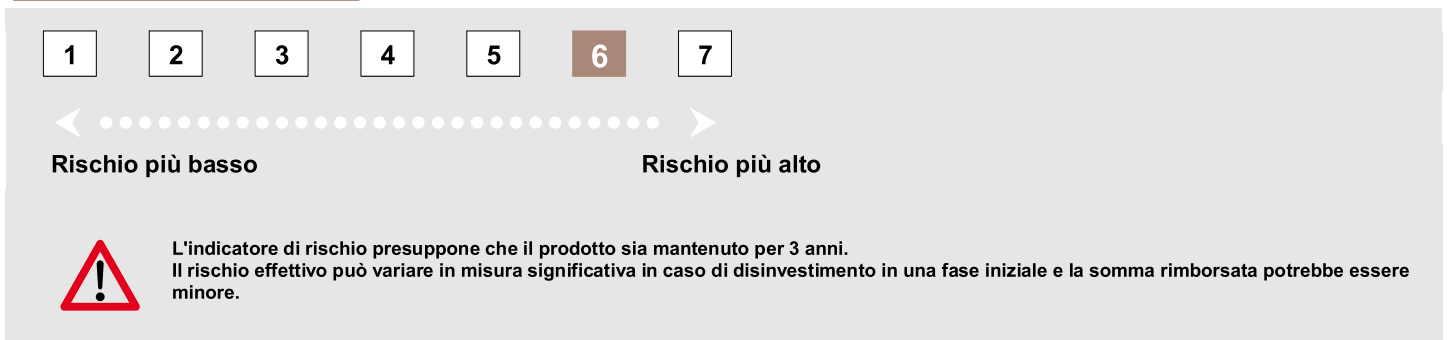 1 2 3 4 5 6 7
Rischio più basso Rischio più alto
L'indicatore di rischio presuppone che il prodotto sia mantenuto per 3 anni.
Il rischio effettivo può variare in misura significativa in caso di disinvestimento in una fase iniziale e la somma rimborsata potrebbe essere
minore.